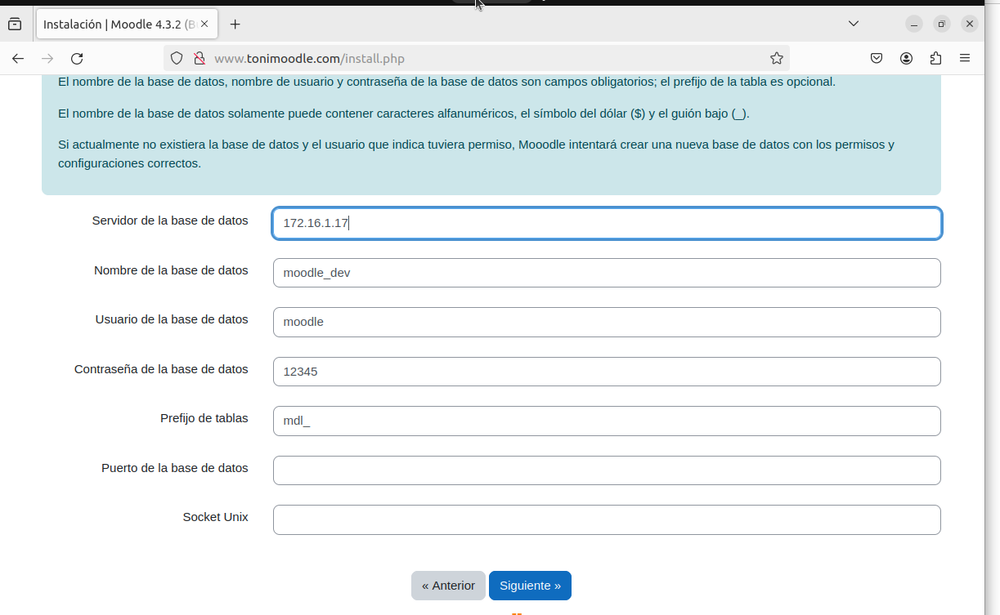 Instalación | Moodle 4.3.2 (B
www.tonimoodle.com/install.php
El nombre de la base de datos, nombre de usuario y contraseña de la base de datos son campos obligatorios; el prefijo de la tabla es opcional.
El nombre de la base de datos solamente puede contener caracteres alfanuméricos, el símbolo del dólar ($) y el guión bajo (_).
Si actualmente no existiera la base de datos y el usuario que indica tuviera permiso, Mooodle intentará crear una nueva base de datos con los permisos y
configuraciones correctos.
Servidor de la base de datos
172.16.1.17
Nombre de la base de datos
moodle_dev
Usuario de la base de datos
moodle
Contraseña de la base de datos
12345
Prefijo de tablas
mdl_
Puerto de la base de datos
Socket Unix
« Anterior
Siguiente »